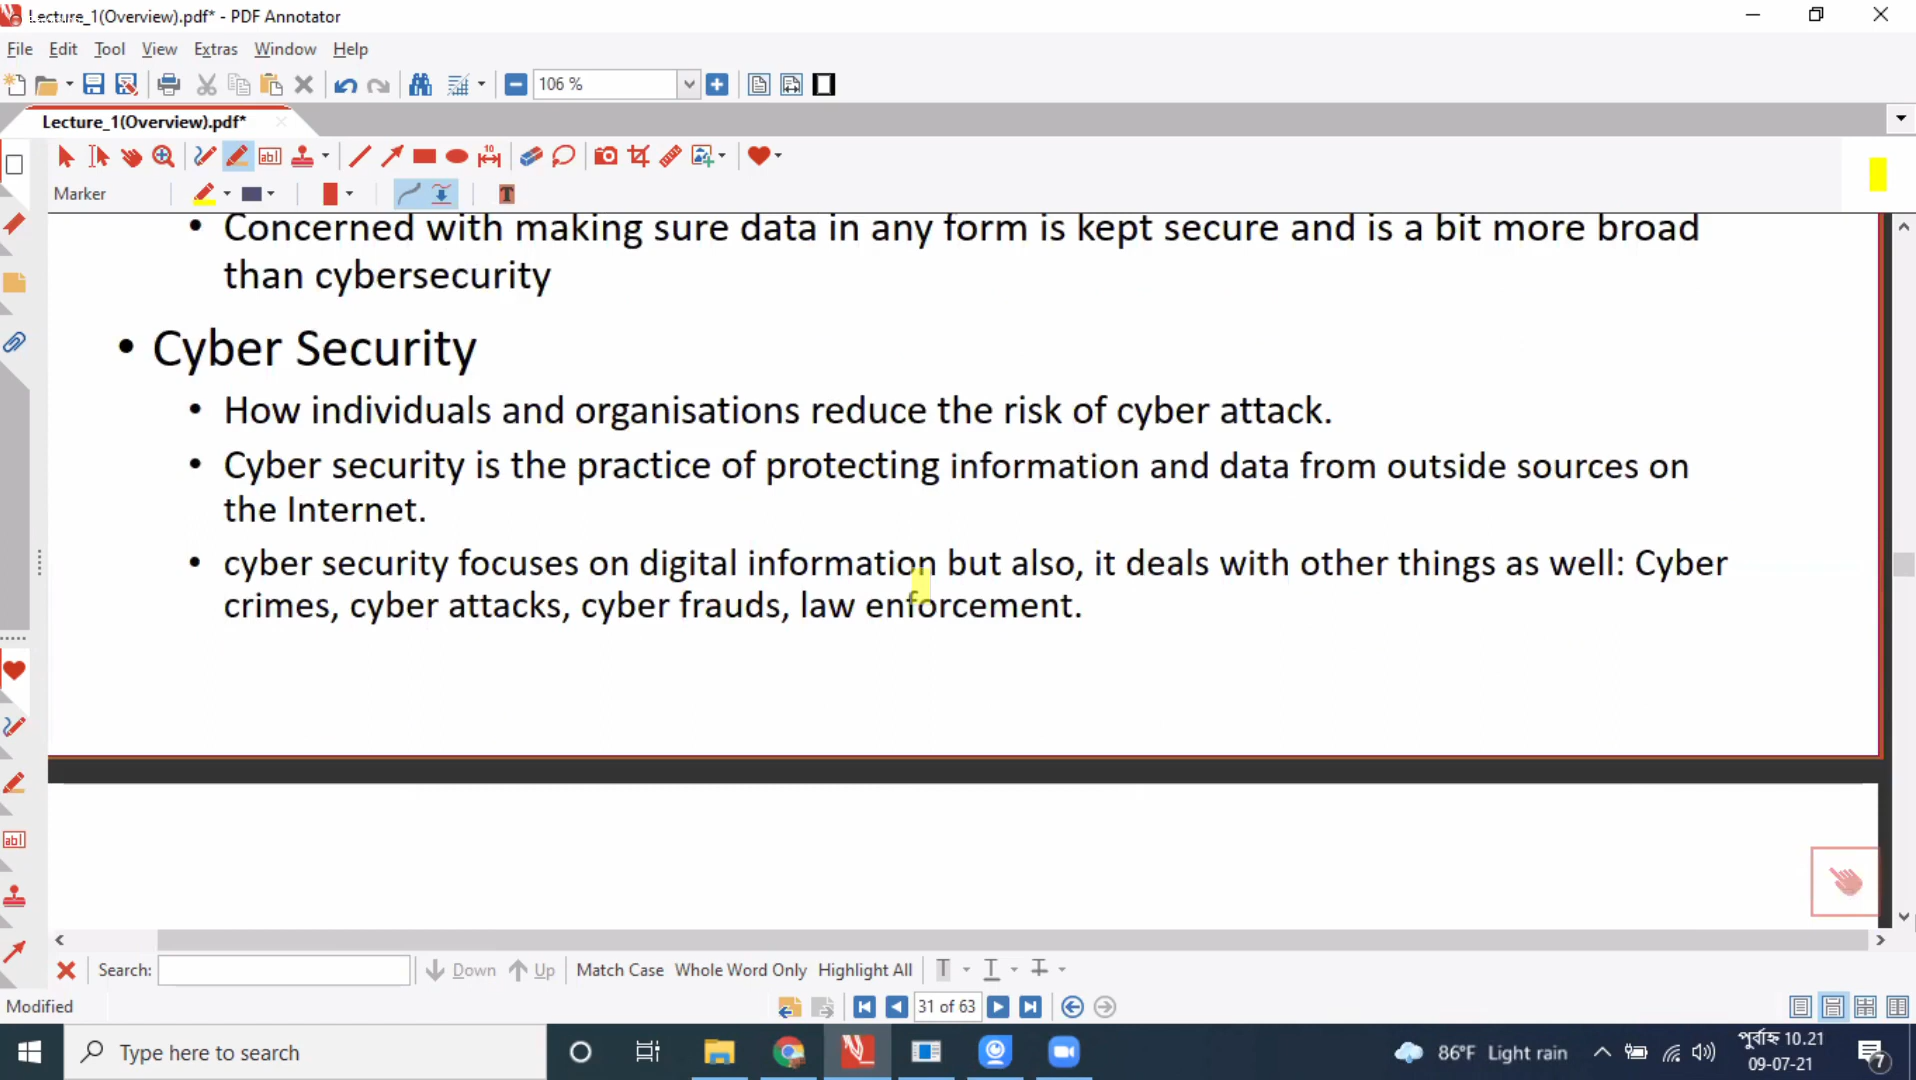 Lecture_1(Overview).pdf* - PDF Annotator
File Edit Tool View Extras Window Help
106 %
Lecture_1(Overview).pdf*
Marker
• Concerned with making sure data in any form is kept secure and is a bit more broad
than cybersecurity
• Cyber Security
• How individuals and organisations reduce the risk of cyber attack.
• Cyber security is the practice of protecting information and data from outside sources on
the Internet.
• cyber security focuses on digital information but also, it deals with other things as well: Cyber
crimes, cyber attacks, cyber frauds, law enforcement.
Search: Down Up Match Case Whole Word Only Highlight All
Modified 31 of 63
Type here to search
86°F Light rain
পূর্বাহ্ন 10.21
09-07-21
7